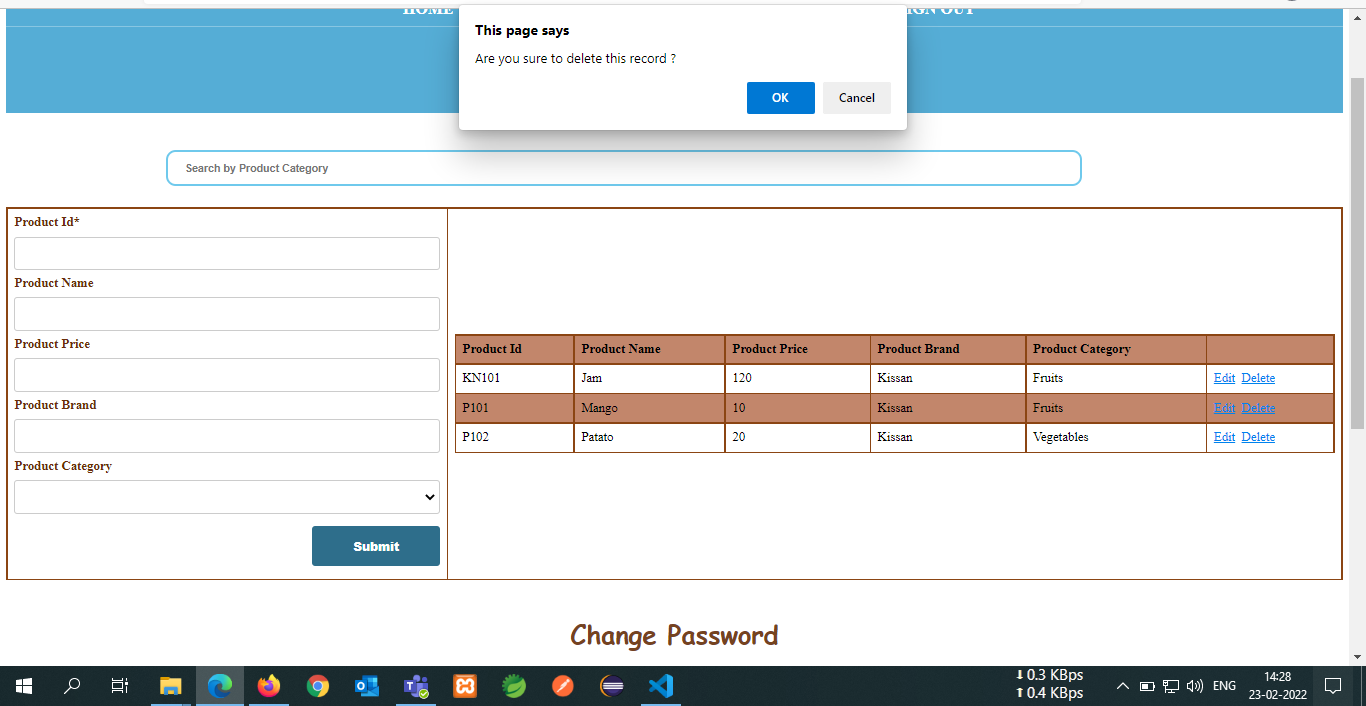 This page says
Are you sure to delete this record ?
OK Cancel
Search by Product Category
Product Id*
Product Name
Product Price
Product Brand
Product Category
Submit
Product Id Product Name Product Price Product Brand Product Category
KN101 Jam 120 Kissan Fruits Edit Delete
P101 Mango 10 Kissan Fruits Edit Delete
P102 Patato 20 Kissan Vegetables Edit Delete
Change Password
0.3 KBps
0.4 KBps
ENG
14:28
23-02-2022